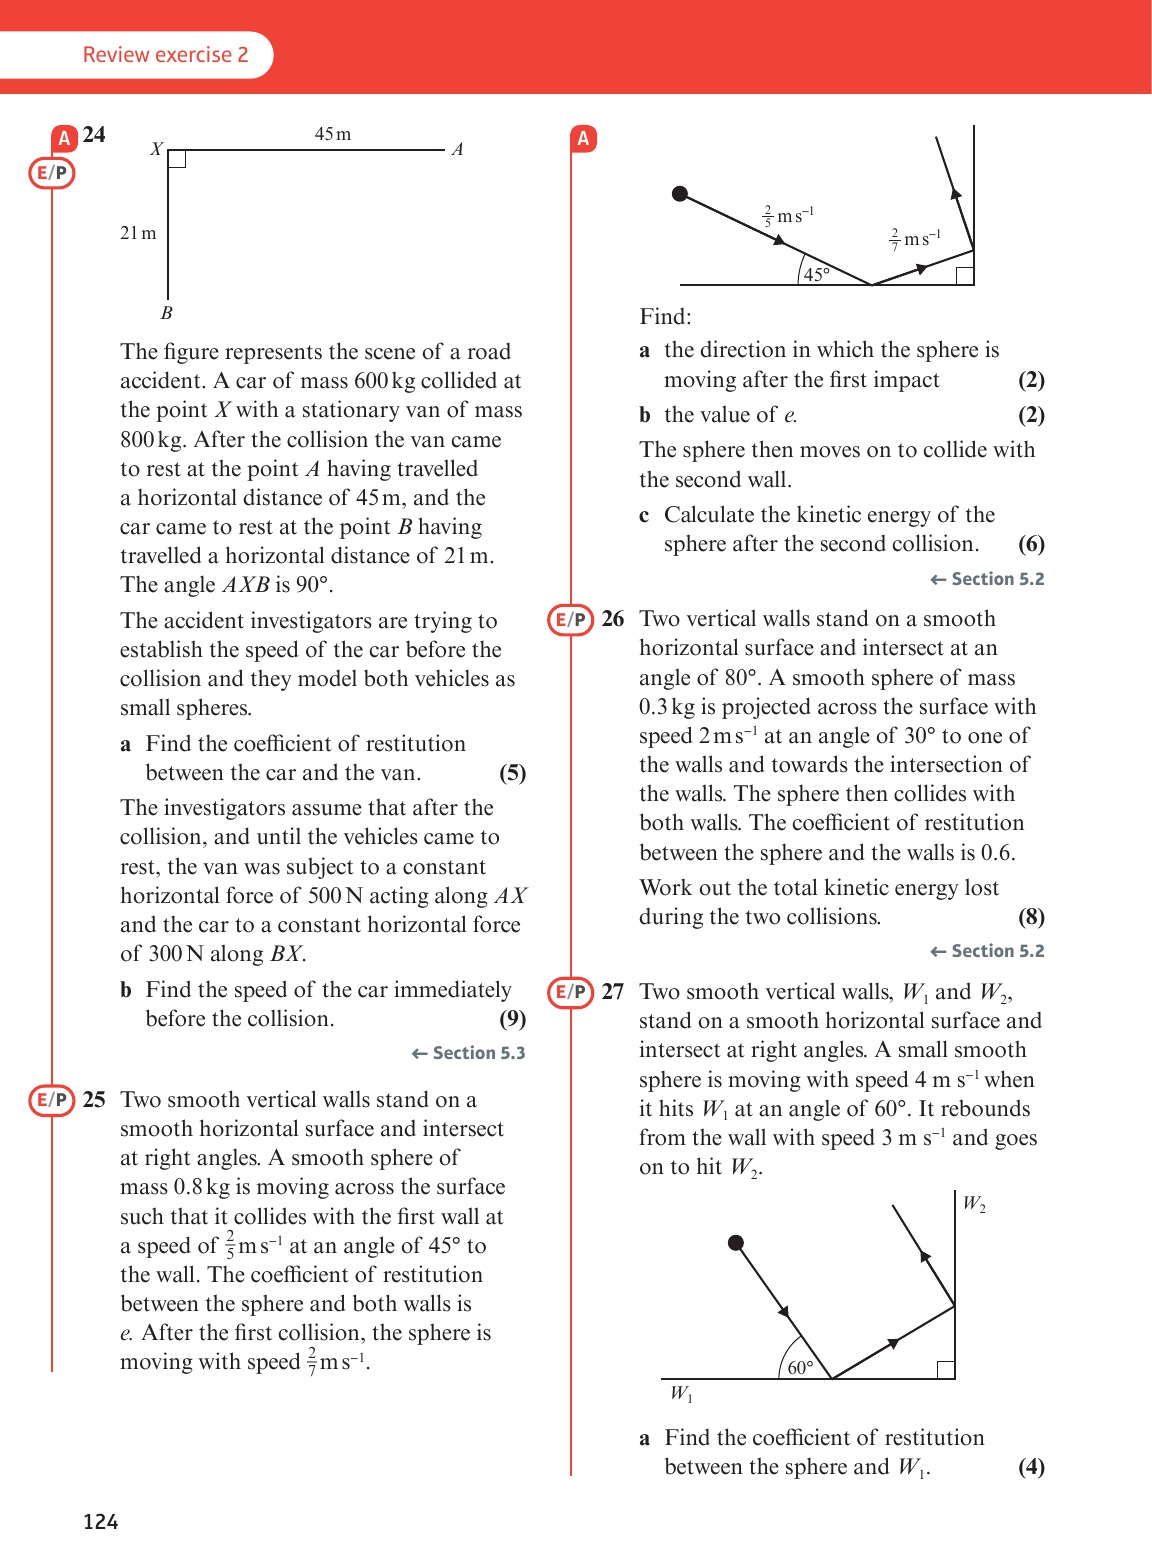 Review exercise 2
A
24
E/P
45 m
X
A
21 m
B
The figure represents the scene of a road
accident. A car of mass 600 kg collided at
the point X with a stationary van of mass
800 kg. After the collision the van came
to rest at the point A having travelled
a horizontal distance of 45 m, and the
car came to rest at the point B having
travelled a horizontal distance of 21 m.
The angle AXB is 90°.
The accident investigators are trying to
establish the speed of the car before the
collision and they model both vehicles as
small spheres.
a Find the coefficient of restitution
between the car and the van. (5)
The investigators assume that after the
collision, and until the vehicles came to
rest, the van was subject to a constant
horizontal force of 500 N acting along AX
and the car to a constant horizontal force
of 300 N along BX.
b Find the speed of the car immediately
before the collision. (9)
← Section 5.3
E/P 25 Two smooth vertical walls stand on a
smooth horizontal surface and intersect
at right angles. A smooth sphere of
mass 0.8 kg is moving across the surface
such that it collides with the first wall at
a speed of 2/5 m s⁻¹ at an angle of 45° to
the wall. The coefficient of restitution
between the sphere and both walls is
e. After the first collision, the sphere is
moving with speed 2/7 m s⁻¹.
A
2/5 m s⁻¹
2/7 m s⁻¹
45°
Find:
a the direction in which the sphere is
moving after the first impact (2)
b the value of e. (2)
The sphere then moves on to collide with
the second wall.
c Calculate the kinetic energy of the
sphere after the second collision. (6)
← Section 5.2
E/P 26 Two vertical walls stand on a smooth
horizontal surface and intersect at an
angle of 80°. A smooth sphere of mass
0.3 kg is projected across the surface with
speed 2 m s⁻¹ at an angle of 30° to one of
the walls and towards the intersection of
the walls. The sphere then collides with
both walls. The coefficient of restitution
between the sphere and the walls is 0.6.
Work out the total kinetic energy lost
during the two collisions. (8)
← Section 5.2
E/P 27 Two smooth vertical walls, W₁ and W₂,
stand on a smooth horizontal surface and
intersect at right angles. A small smooth
sphere is moving with speed 4 m s⁻¹ when
it hits W₁ at an angle of 60°. It rebounds
from the wall with speed 3 m s⁻¹ and goes
on to hit W₂.
W₂
60°
W₁
a Find the coefficient of restitution
between the sphere and W₁. (4)
124